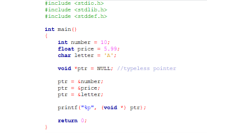 #include <stdio.h>
#include <stdlib.h>
#include <stddef.h>
int main()
{
int number = 10;
float price = 5.99;
char letter = 'A';
void *ptr = NULL; //typeless pointer
ptr = &number;
ptr = &price;
ptr = &letter;
printf("%p", (void *) ptr);
return 0;
}